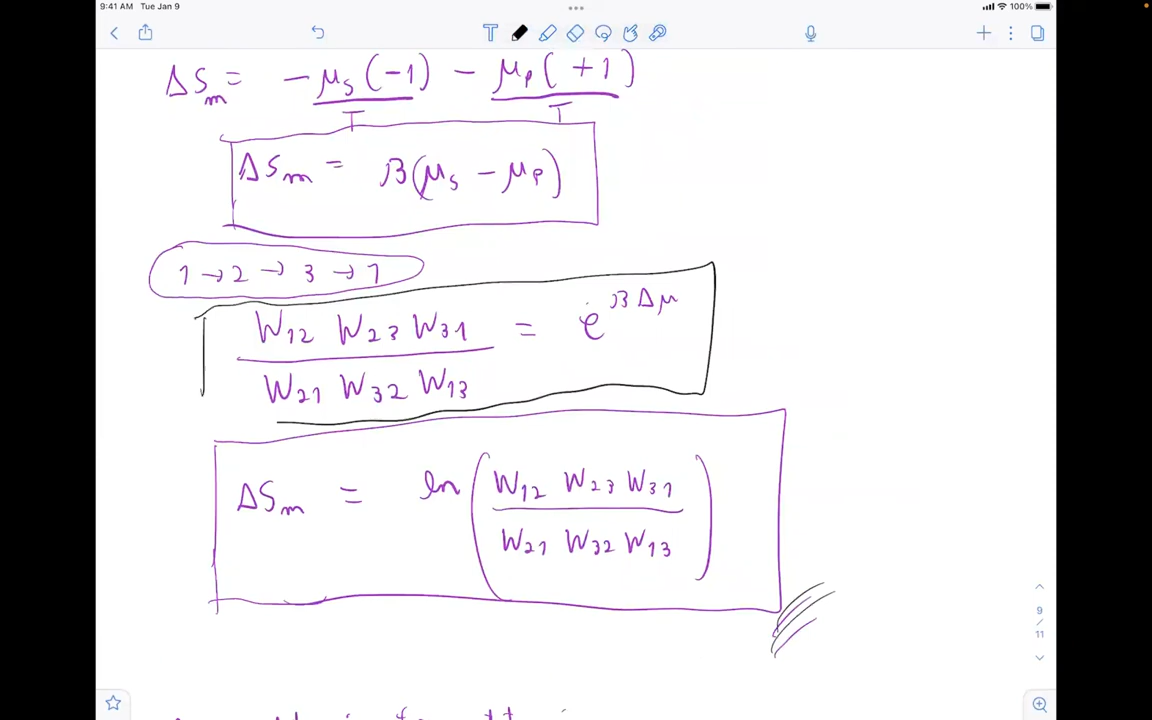 9:41 AM Tue Jan 9
100%
ΔS_m = −μ_s(−1)/T − μ_p(+1)/T
ΔS_m = β(μ_s − μ_p)
1 → 2 → 3 → 1
W_12 W_23 W_31 / W_21 W_32 W_13 = e^{βΔμ}
ΔS_m = ln(W_12 W_23 W_31 / W_21 W_32 W_13)
9
/
11